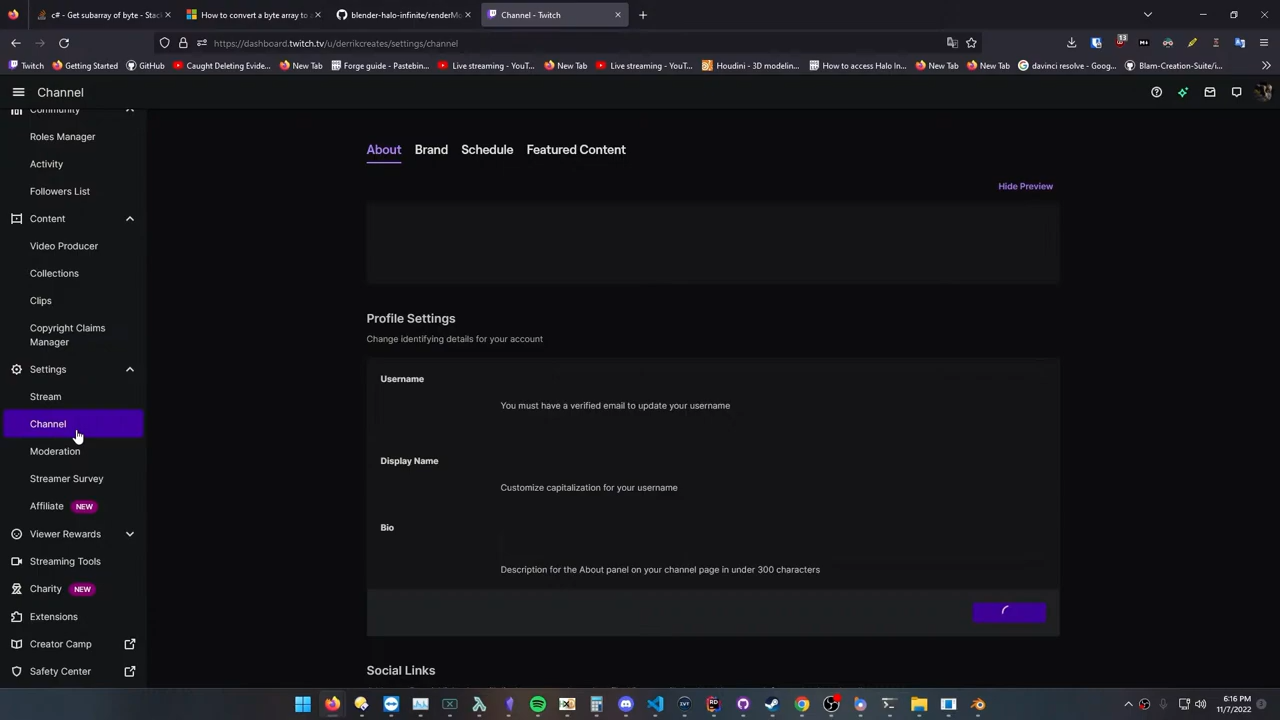 c# - Get subarray of byte - Stac
How to convert a byte array to s
blender-halo-infinite/renderMo
Channel - Twitch
https://dashboard.twitch.tv/u/derrikcreates/settings/channel
Twitch
Getting Started
GitHub
Caught Deleting Evide...
New Tab
Forge guide - Pastebin...
Live streaming - YouT...
New Tab
Live streaming - YouT...
Houdini - 3D modelin...
How to access Halo In...
New Tab
New Tab
davinci resolve - Goog...
Blam-Creation-Suite/i...
Channel
Community
Roles Manager
Activity
Followers List
Content
Video Producer
Collections
Clips
Copyright Claims
Manager
Settings
Stream
Channel
Moderation
Streamer Survey
Affiliate NEW
Viewer Rewards
Streaming Tools
Charity NEW
Extensions
Creator Camp
Safety Center
About Brand Schedule Featured Content
Hide Preview
Profile Settings
Change identifying details for your account
Username
You must have a verified email to update your username
Display Name
Customize capitalization for your username
Bio
Description for the About panel on your channel page in under 300 characters
Social Links
6:16 PM
11/7/2022